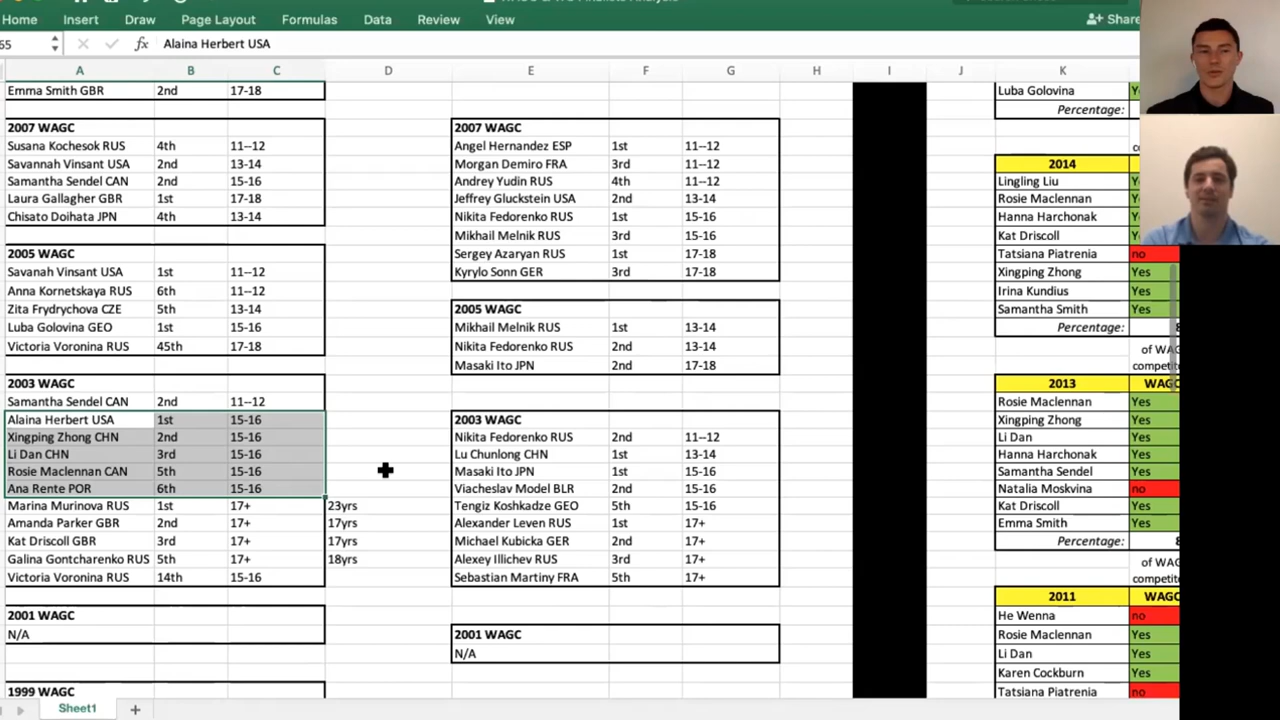 Home Insert Draw Page Layout Formulas Data Review View Share
65 fx Alaina Herbert USA
A B C D E F G H I J K
Emma Smith GBR 2nd 17-18 Luba Golovina
Percentage:
2007 WAGC 2007 WAGC
Susana Kochesok RUS 4th 11--12 Angel Hernandez ESP 1st 11--12
Savannah Vinsant USA 2nd 13-14 Morgan Demiro FRA 3rd 11--12 2014
Samantha Sendel CAN 2nd 15-16 Andrey Yudin RUS 4th 11--12 Lingling Liu
Laura Gallagher GBR 1st 17-18 Jeffrey Gluckstein USA 2nd 13-14 Rosie Maclennan
Chisato Doihata JPN 4th 13-14 Nikita Fedorenko RUS 1st 15-16 Hanna Harchonak
Mikhail Melnik RUS 3rd 15-16 Kat Driscoll
2005 WAGC Sergey Azaryan RUS 1st 17-18 Tatsiana Piatrenia no
Savanah Vinsant USA 1st 11--12 Kyrylo Sonn GER 3rd 17-18 Xingping Zhong Yes
Anna Kornetskaya RUS 6th 11--12 Irina Kundius Yes
Zita Frydrychova CZE 5th 13-14 2005 WAGC Samantha Smith Yes
Luba Golovina GEO 1st 15-16 Mikhail Melnik RUS 1st 13-14 Percentage: 8
Victoria Voronina RUS 45th 17-18 Nikita Fedorenko RUS 2nd 13-14 of WAG
Masaki Ito JPN 2nd 17-18 competit
2003 WAGC 2013 WAGC
Samantha Sendel CAN 2nd 11--12 Rosie Maclennan Yes
Alaina Herbert USA 1st 15-16 2003 WAGC Xingping Zhong Yes
Xingping Zhong CHN 2nd 15-16 Nikita Fedorenko RUS 2nd 11--12 Li Dan Yes
Li Dan CHN 3rd 15-16 Lu Chunlong CHN 1st 13-14 Hanna Harchonak Yes
Rosie Maclennan CAN 5th 15-16 Masaki Ito JPN 1st 15-16 Samantha Sendel Yes
Ana Rente POR 6th 15-16 Viacheslav Model BLR 2nd 15-16 Natalia Moskvina no
Marina Murinova RUS 1st 17+ 23yrs Tengiz Koshkadze GEO 5th 15-16 Kat Driscoll Yes
Amanda Parker GBR 2nd 17+ 17yrs Alexander Leven RUS 1st 17+ Emma Smith Yes
Kat Driscoll GBR 3rd 17+ 17yrs Michael Kubicka GER 2nd 17+ Percentage: 8
Galina Gontcharenko RUS 5th 17+ 18yrs Alexey Illichev RUS 3rd 17+ of WAG
Victoria Voronina RUS 14th 15-16 Sebastian Martiny FRA 5th 17+ competit
2011 WAGC
2001 WAGC He Wenna no
N/A 2001 WAGC Rosie Maclennan Yes
N/A Li Dan Yes
Karen Cockburn Yes
1999 WAGC Tatsiana Piatrenia no
Sheet1